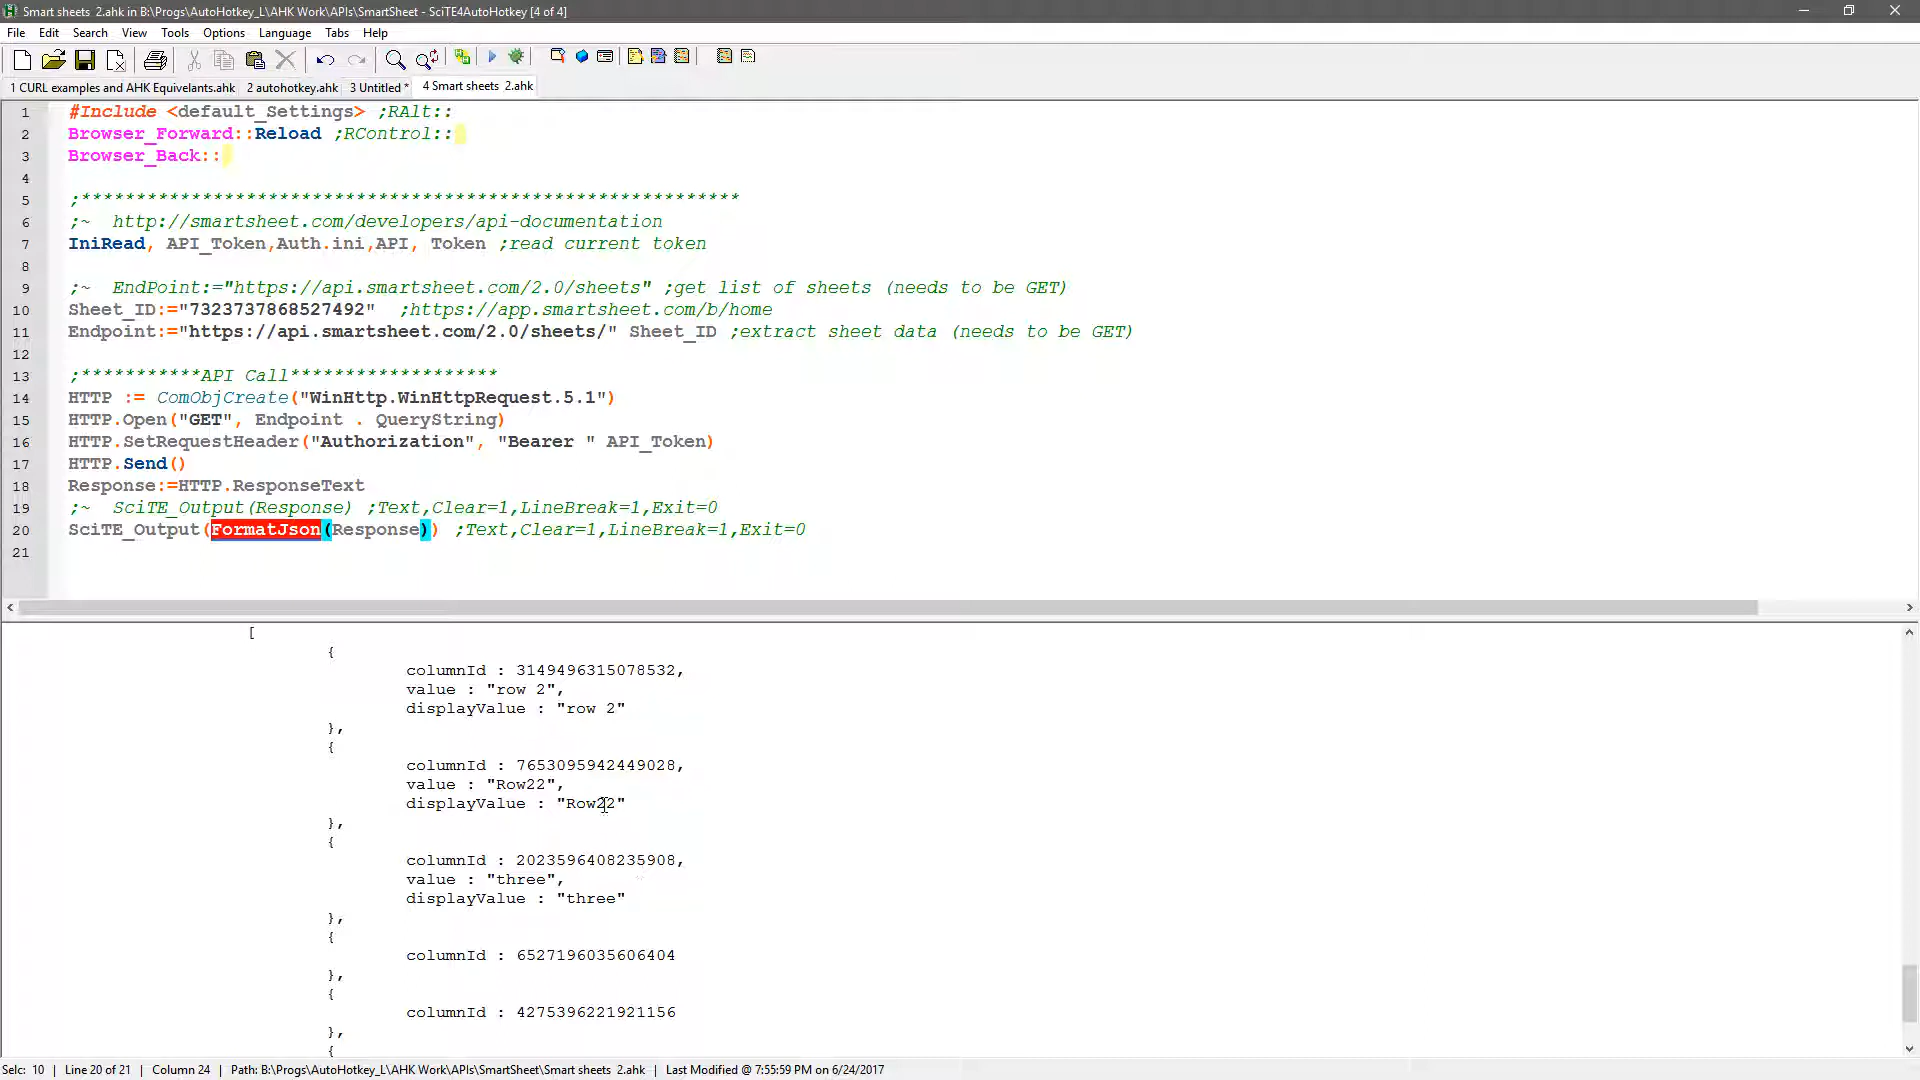 Smart sheets  2.ahk in B:\Progs\AutoHotkey_L\AHK Work\APIs\SmartSheet - SciTE4AutoHotkey [4 of 4]
File Edit Search View Tools Options Language Tabs Help
1 CURL examples and AHK Equivelants.ahk 2 autohotkey.ahk 3 Untitled * 4 Smart sheets  2.ahk
1 #Include <default_Settings> ;RAlt::
2 Browser_Forward::Reload ;RControl::
3 Browser_Back::
4
5 ;************************************************************
6 ;~  http://smartsheet.com/developers/api-documentation
7 IniRead, API_Token,Auth.ini,API, Token ;read current token
8
9 ;~  EndPoint:="https://api.smartsheet.com/2.0/sheets" ;get list of sheets (needs to be GET)
10 Sheet_ID:="7323737868527492"  ;https://app.smartsheet.com/b/home
11 Endpoint:="https://api.smartsheet.com/2.0/sheets/" Sheet_ID ;extract sheet data (needs to be GET)
12
13 ;***********API Call*******************
14 HTTP := ComObjCreate("WinHttp.WinHttpRequest.5.1")
15 HTTP.Open("GET", Endpoint . QueryString)
16 HTTP.SetRequestHeader("Authorization", "Bearer " API_Token)
17 HTTP.Send()
18 Response:=HTTP.ResponseText
19 ;~  SciTE_Output(Response) ;Text,Clear=1,LineBreak=1,Exit=0
20 SciTE_Output(FormatJson(Response)) ;Text,Clear=1,LineBreak=1,Exit=0
21
[
{
columnId : 3149496315078532,
value : "row 2",
displayValue : "row 2"
},
{
columnId : 7653095942449028,
value : "Row22",
displayValue : "Row22"
},
{
columnId : 2023596408235908,
value : "three",
displayValue : "three"
},
{
columnId : 6527196035606404
},
{
columnId : 4275396221921156
},
{
Selc: 10 | Line 20 of 21 | Column 24 | Path: B:\Progs\AutoHotkey_L\AHK Work\APIs\SmartSheet\Smart sheets  2.ahk | Last Modified @ 7:55:59 PM on 6/24/2017